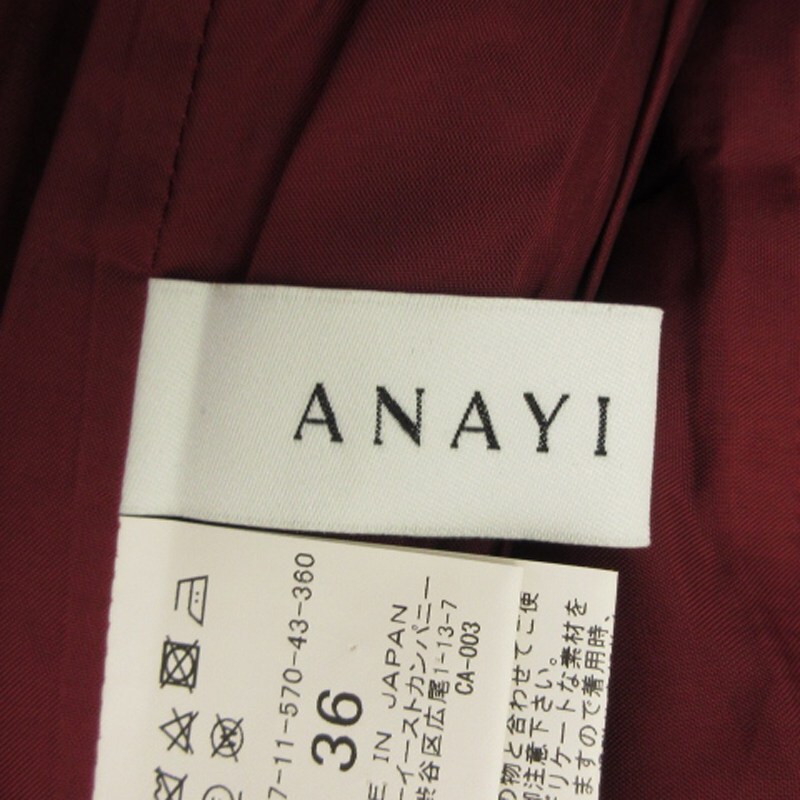 ANAYI
7-11-570-43-360
36
IN JAPAN
イーストカンパニー
渋谷区広尾1-13-7
CA-003
の物と合わせてご使
注意下さい。
デリケートな素材を
ますので着用時、